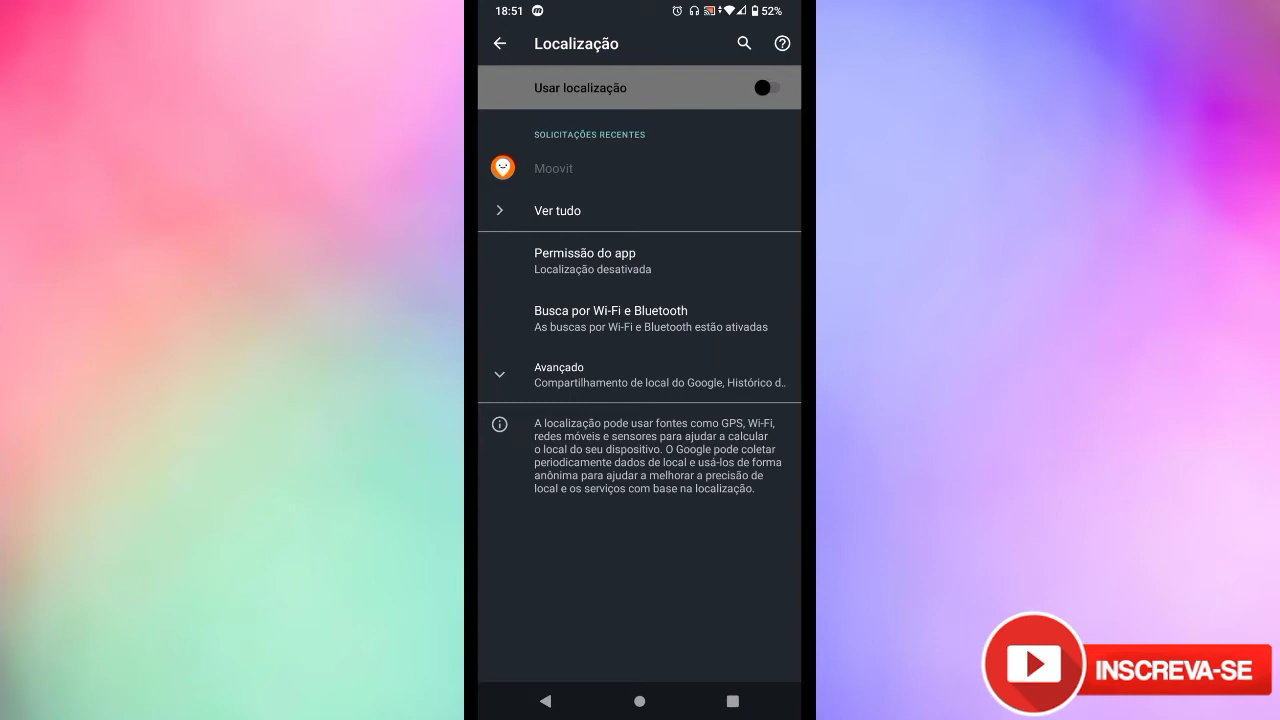 18:51
52%
Localização
Usar localização
SOLICITAÇÕES RECENTES
Moovit
Ver tudo
Permissão do app
Localização desativada
Busca por Wi-Fi e Bluetooth
As buscas por Wi-Fi e Bluetooth estão ativadas
Avançado
Compartilhamento de local do Google, Histórico d..
A localização pode usar fontes como GPS, Wi-Fi,
redes móveis e sensores para ajudar a calcular
o local do seu dispositivo. O Google pode coletar
periodicamente dados de local e usá-los de forma
anônima para ajudar a melhorar a precisão de
local e os serviços com base na localização.
INSCREVA-SE